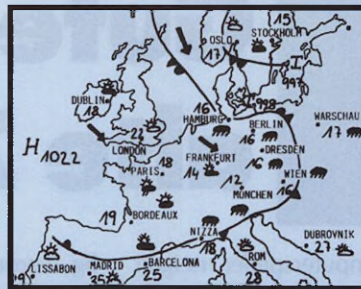 15
STOCKHOLM
OSLO
17
T
997
DUBLIN
18
16
HAMBURG
998
BERLIN
16
WARSCHAU
17
H 1022
22
LONDON
DRESDEN
16
18
PARIS
FRANKFURT
14
WIEN
16
12
MÜNCHEN
19
BORDEAUX
NIZZA
18
DUBROVNIK
27
LISSABON
29
MADRID
35
BARCELONA
25
ROM
28